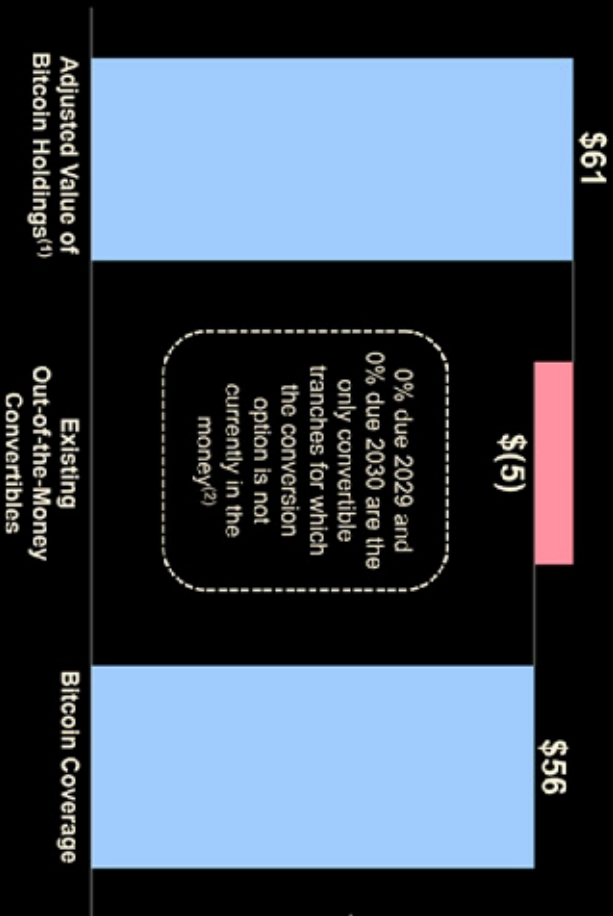 $61
$(5)
$56
0% due 2029 and
0% due 2030 are the
only convertible
tranches for which
the conversion
option is not
currently in the
money(2)
Adjusted Value of
Bitcoin Holdings(1)
Existing
Out-of-the-Money
Convertibles
Bitcoin Coverage